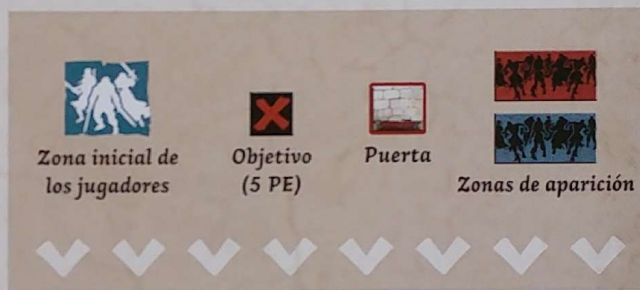 Zona inicial de
los jugadores
Objetivo
(5 PE)
Puerta
Zonas de aparición